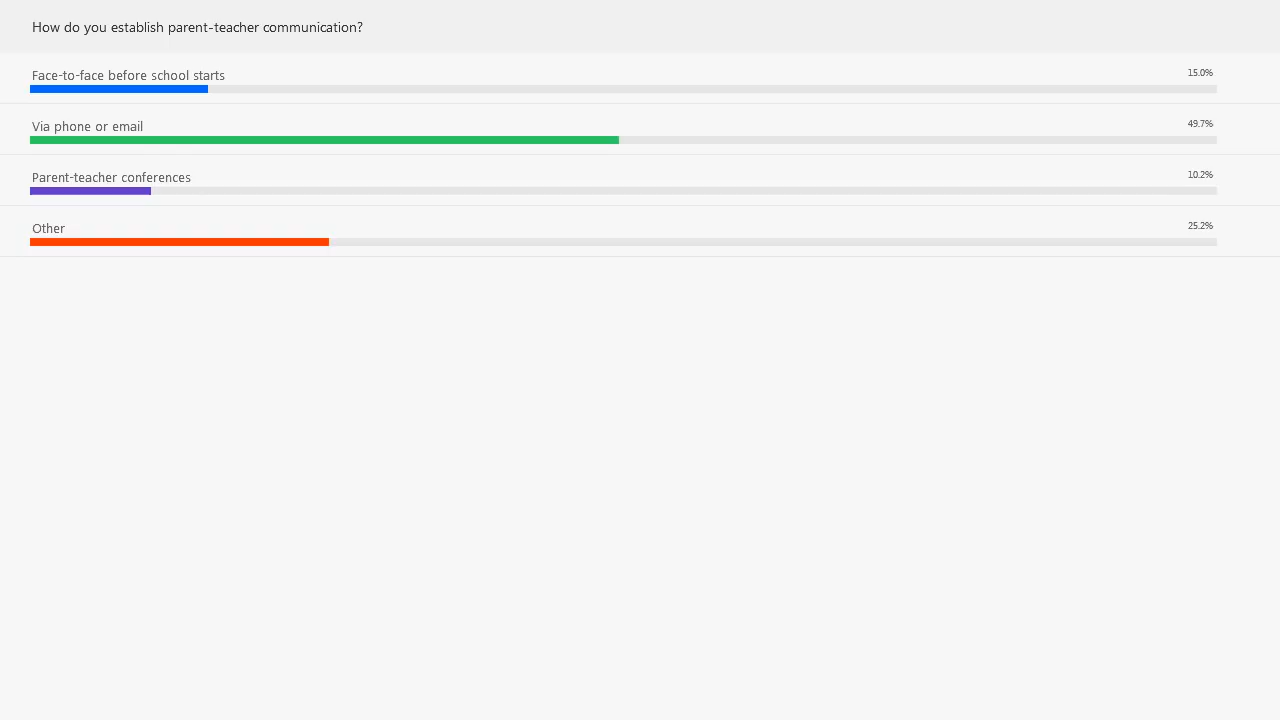 How do you establish parent-teacher communication?
Face-to-face before school starts
15.0%
Via phone or email
49.7%
Parent-teacher conferences
10.2%
Other
25.2%